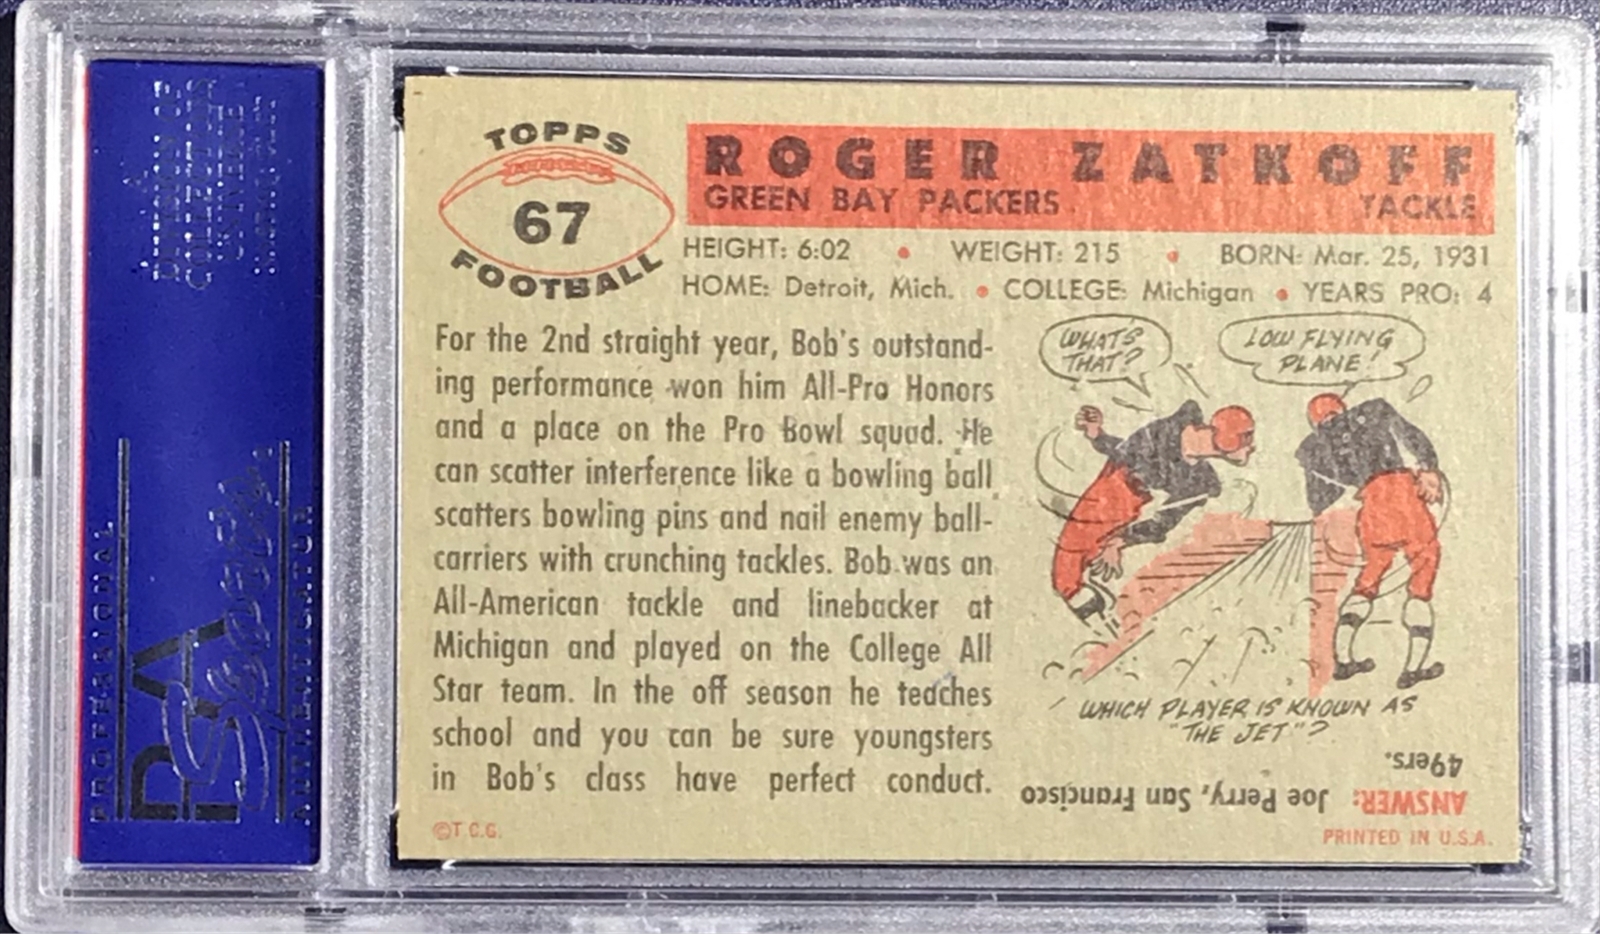 TOPPS
67
FOOTBALL
ROGER ZATKOFF
GREEN BAY PACKERS TACKLE
HEIGHT: 6:02 • WEIGHT: 215 • BORN: Mar. 25, 1931
HOME: Detroit, Mich. • COLLEGE: Michigan • YEARS PRO: 4
For the 2nd straight year, Bob's outstand-
ing performance won him All-Pro Honors
and a place on the Pro Bowl squad. He
can scatter interference like a bowling ball
scatters bowling pins and nail enemy ball-
carriers with crunching tackles. Bob was an
All-American tackle and linebacker at
Michigan and played on the College All
Star team. In the off season he teaches
school and you can be sure youngsters
in Bob's class have perfect conduct.
©T.C.G.
WHAT'S
THAT?
LOW FLYING
PLANE!
WHICH PLAYER IS KNOWN AS
"THE JET"?
ANSWER: Joe Perry, San Francisco
49ers.
PRINTED IN U.S.A.
PROFESSIONAL
PSA
Sports
AUTHENTICATOR